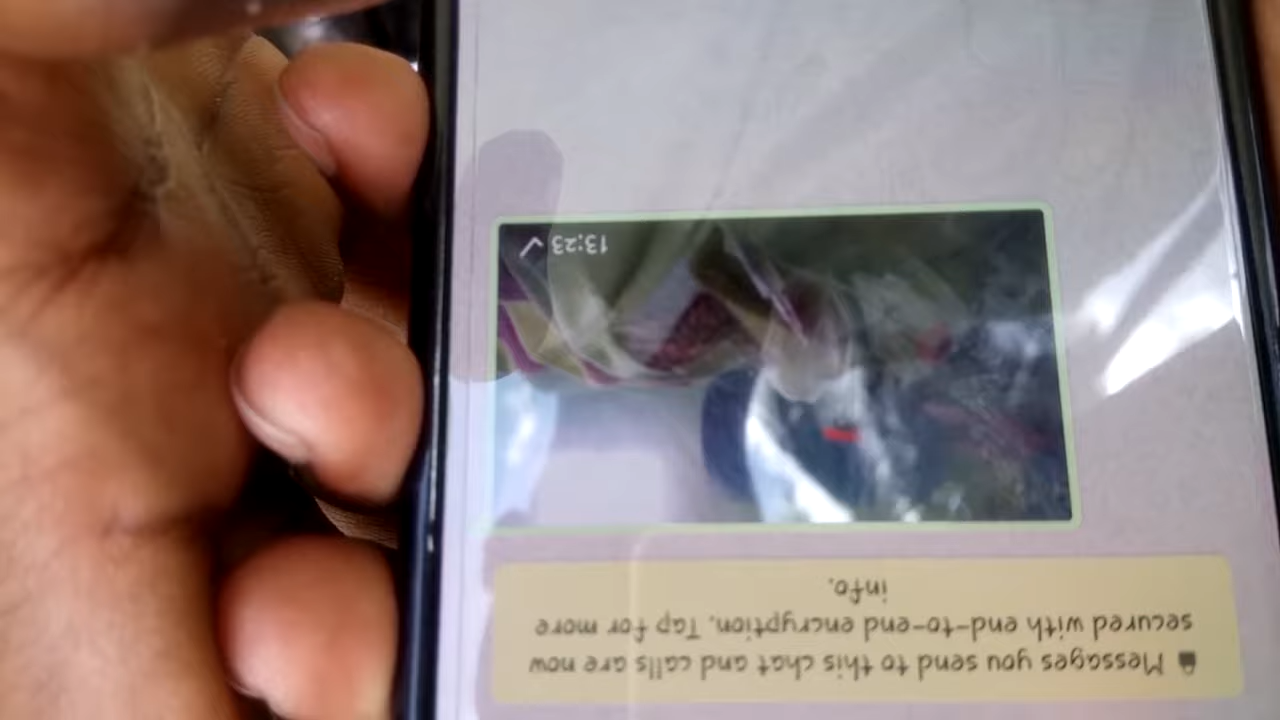 Messages you send to this chat and calls are now
secured with end-to-end encryption. Tap for more
info.
13:23